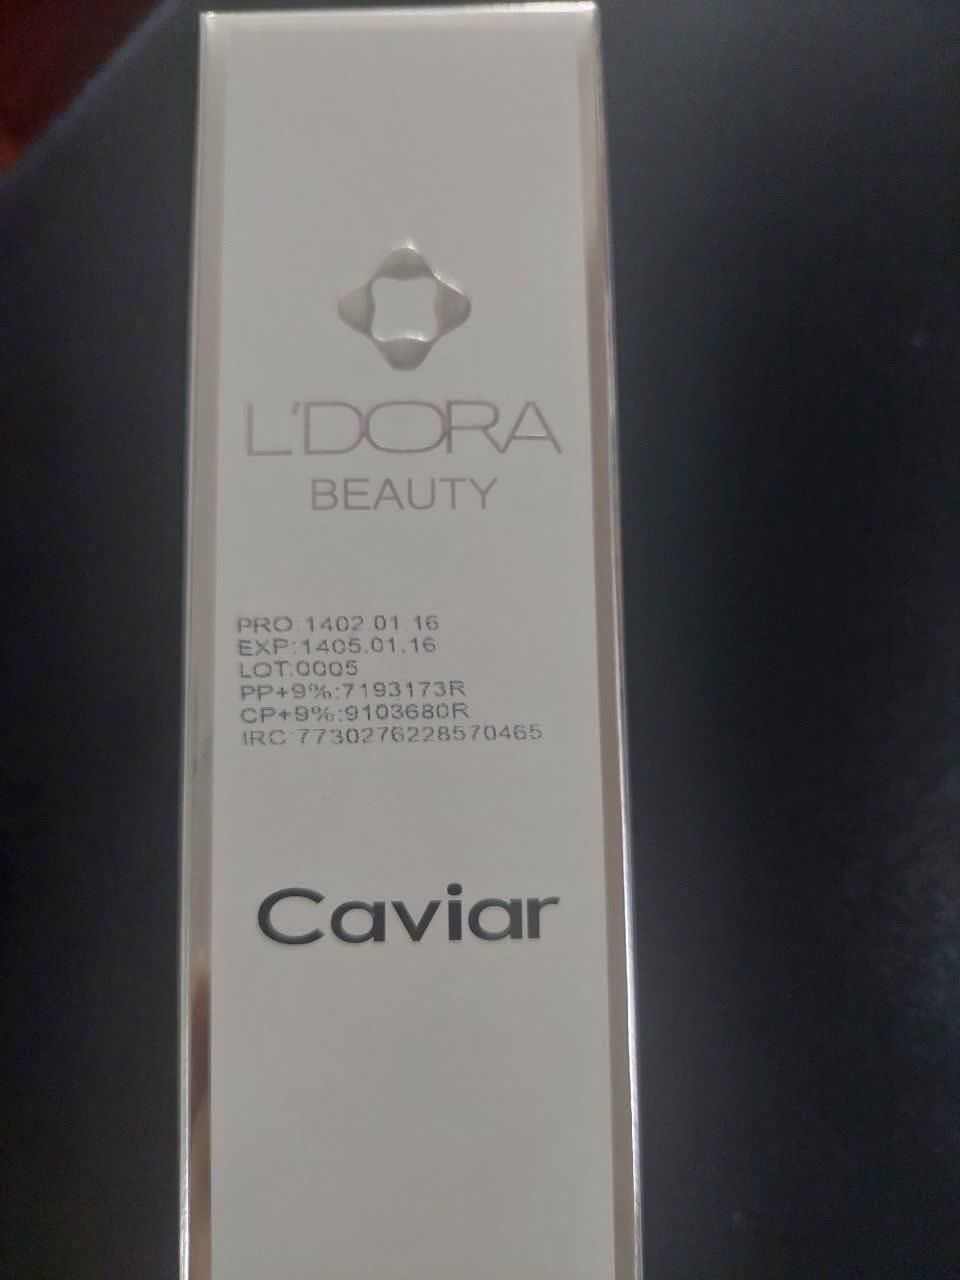 L'DORA
BEAUTY
PRO:1402.01.16
EXP:1405.01.16
LOT:0005
PP+9%:7193173R
CP+9%:9103680R
IRC:7730276228570465
Caviar